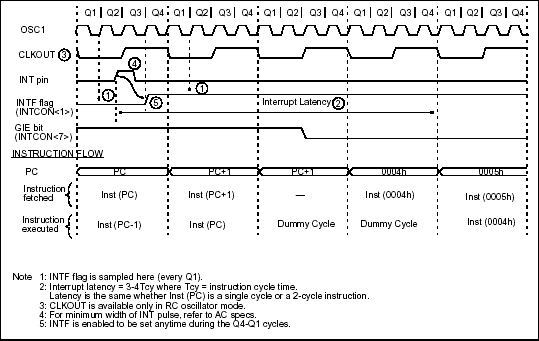 Q1 Q2 Q3 Q4 Q1 Q2 Q3 Q4 Q1 Q2 Q3 Q4 Q1 Q2 Q3 Q4 Q1 Q2 Q3 Q4
OSC1
CLKOUT 3
4
INT pin
1 1
INTF flag
(INTCON<1>)
5 Interrupt Latency 2
GIE bit
(INTCON<7>)
INSTRUCTION FLOW
PC PC PC+1 PC+1 0004h 0005h
Instruction
fetched
Inst (PC) Inst (PC+1) — Inst (0004h) Inst (0005h)
Instruction
executed
Inst (PC-1) Inst (PC) Dummy Cycle Dummy Cycle Inst (0004h)
Note 1: INTF flag is sampled here (every Q1).
2: Interrupt latency = 3-4Tcy where Tcy = instruction cycle time.
Latency is the same whether Inst (PC) is a single cycle or a 2-cycle instruction.
3: CLKOUT is available only in RC oscillator mode.
4: For minimum width of INT pulse, refer to AC specs.
5: INTF is enabled to be set anytime during the Q4-Q1 cycles.